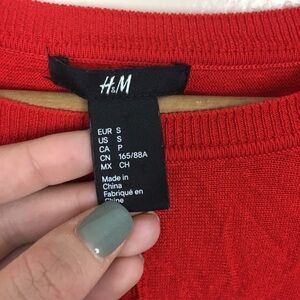 H&M
EUR S
US S
CA P
CN 165/88A
MX CH
Made in
China
Fabriqué en
Chine